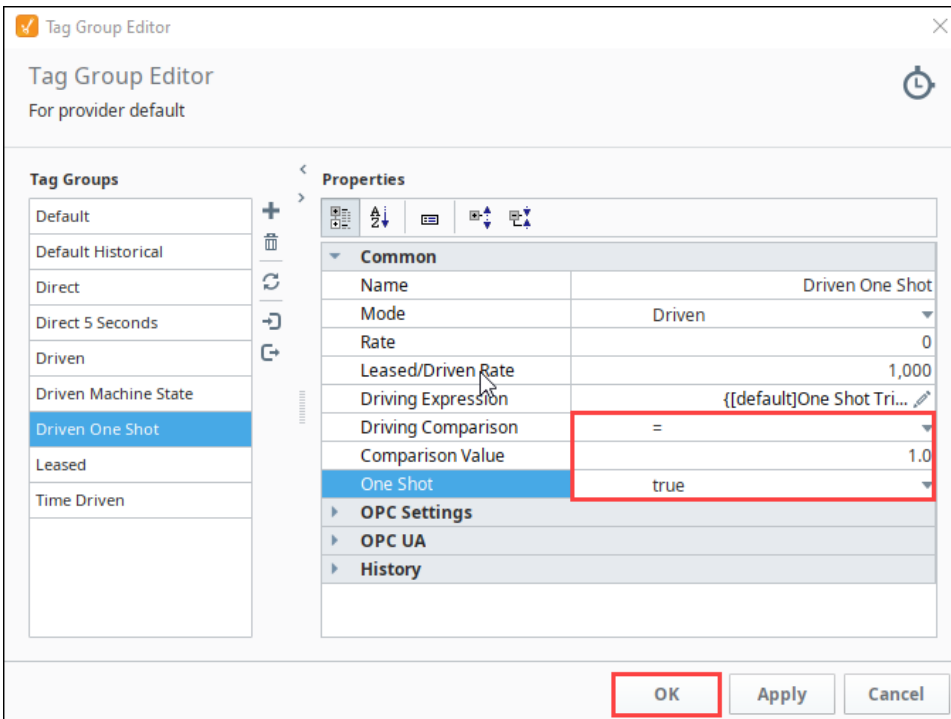 Tag Group Editor
Tag Group Editor
For provider default
Tag Groups
Default
Default Historical
Direct
Direct 5 Seconds
Driven
Driven Machine State
Driven One Shot
Leased
Time Driven
Properties
Common
Name Driven One Shot
Mode Driven
Rate 0
Leased/Driven Rate 1,000
Driving Expression {[default]One Shot Tri...
Driving Comparison =
Comparison Value 1.0
One Shot true
OPC Settings
OPC UA
History
OK Apply Cancel